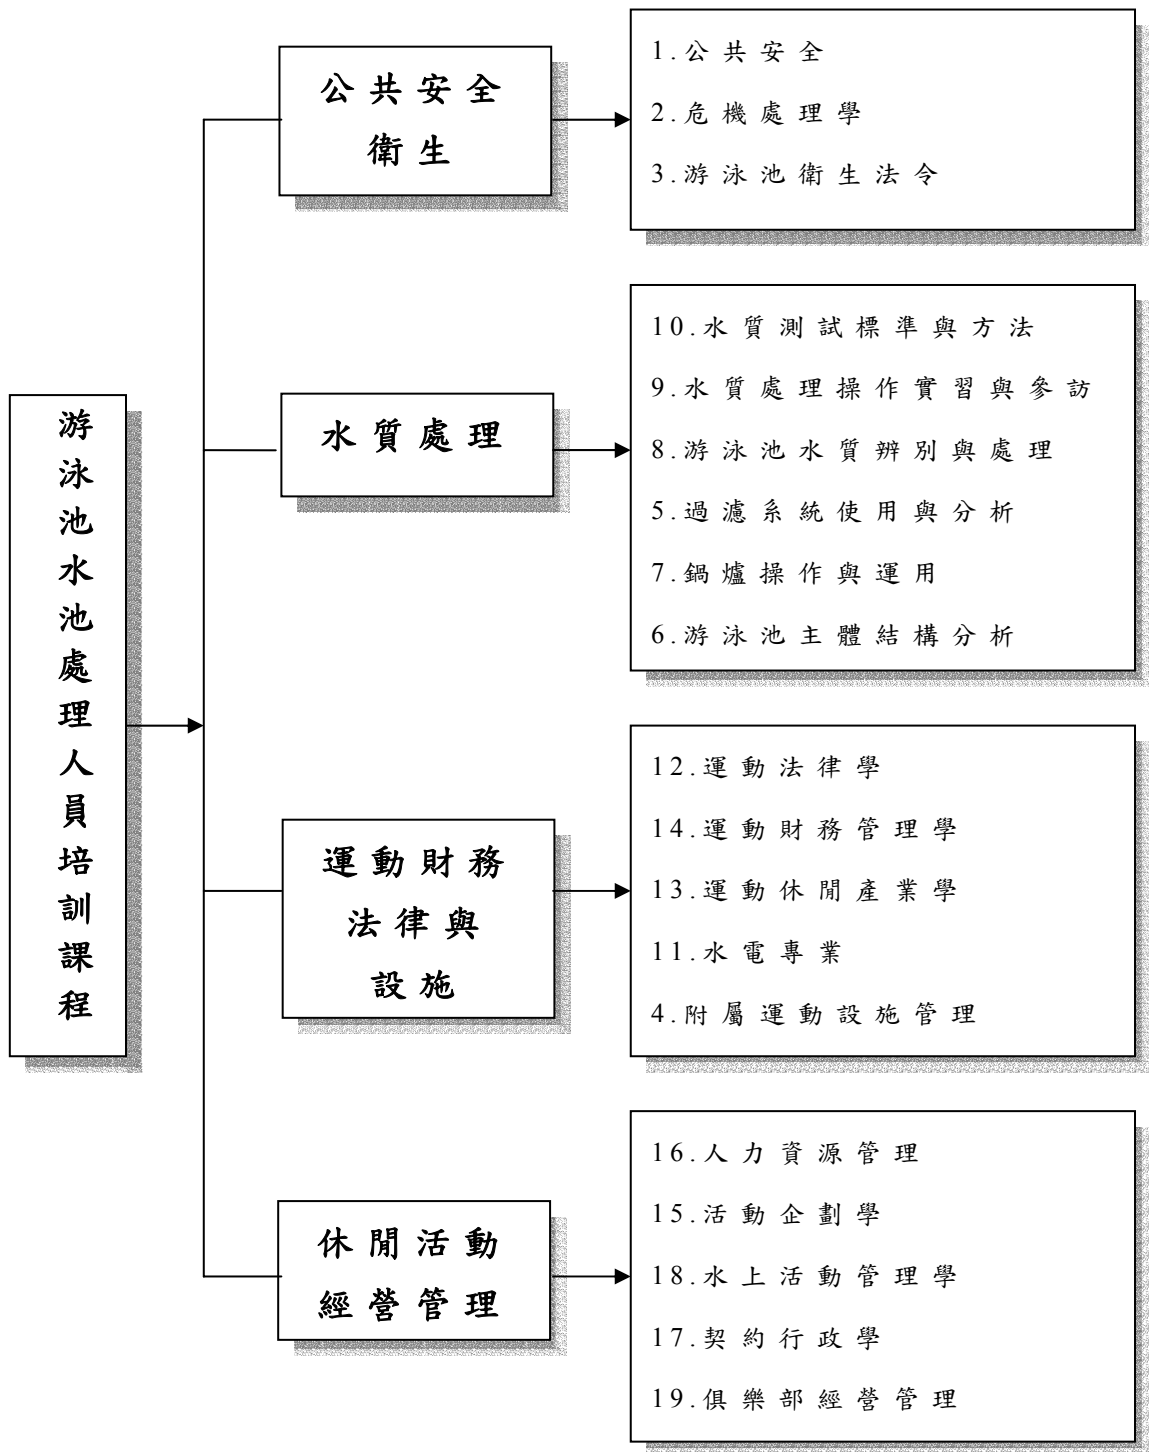 游泳池水池處理人員培訓課程
公共安全
衛生
1.公共安全
2.危機處理學
3.游泳池衛生法令
水質處理
10.水質測試標準與方法
9.水質處理操作實習與參訪
8.游泳池水質辨別與處理
5.過濾系統使用與分析
7.鍋爐操作與運用
6.游泳池主體結構分析
運動財務
法律與
設施
12.運動法律學
14.運動財務管理學
13.運動休閒產業學
11.水電專業
4.附屬運動設施管理
休閒活動
經營管理
16.人力資源管理
15.活動企劃學
18.水上活動管理學
17.契約行政學
19.俱樂部經營管理